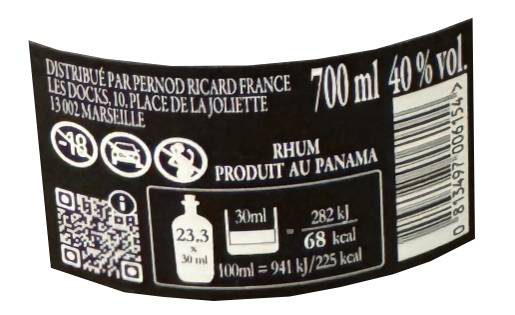 DISTRIBUÉ PAR PERNOD RICARD FRANCE
LES DOCKS, 10, PLACE DE LA JOLIETTE
13 002 MARSEILLE
700 ml 40 % vol.
-18
RHUM
PRODUIT AU PANAMA
23,3
x
30 ml
30ml
=
282 kJ
68 kcal
100ml = 941 kJ/225 kcal
0 813497 006154 >